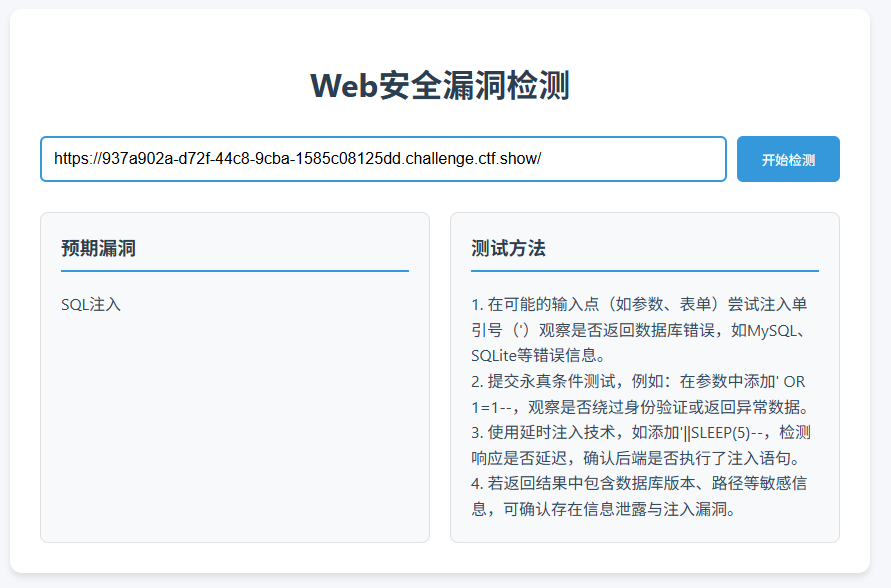 Web安全漏洞检测
https://937a902a-d72f-44c8-9cba-1585c08125dd.challenge.ctf.show/
开始检测
预期漏洞
SQL注入
测试方法
1. 在可能的输入点（如参数、表单）尝试注入单
引号（'）观察是否返回数据库错误，如MySQL、
SQLite等错误信息。
2. 提交永真条件测试，例如：在参数中添加' OR
1=1--，观察是否绕过身份验证或返回异常数据。
3. 使用延时注入技术，如添加'||SLEEP(5)--，检测
响应是否延迟，确认后端是否执行了注入语句。
4. 若返回结果中包含数据库版本、路径等敏感信
息，可确认存在信息泄露与注入漏洞。